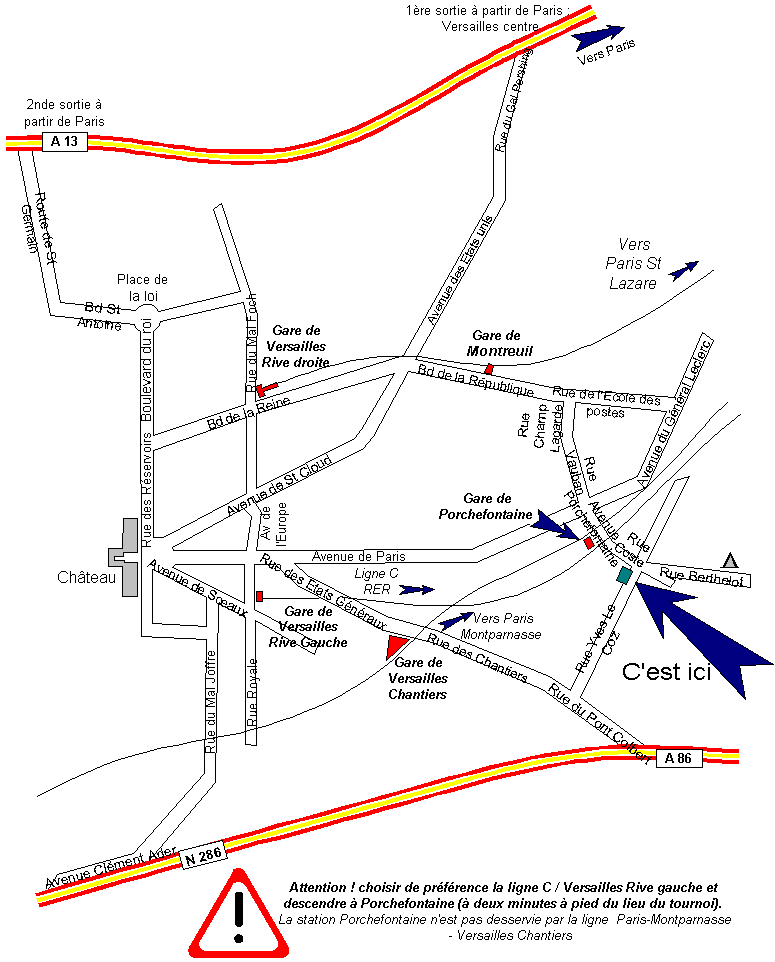 1ère sortie à partir de Paris :
Versailles centre
Vers Paris
2nde sortie à
partir de Paris
A 13
Rue du Gal Pershing
Route de St
Germain
Vers
Paris St
Lazare
Avenue des Etats unis
Place de
la loi
Bd St
Antoine
Boulevard du roi
Rue du Mal Foch
Gare de
Versailles
Rive droite
Gare de
Montreuil
Bd de la République
Rue de l'Ecole des
postes
Avenue du Général Leclerc
Bd de la Reine
Rue
Champ
Lagarde
Rue des Réservoirs
Avenue de St Cloud
Rue
Vauban
Gare de
Porchefontaine
Av de
l'Europe
Avenue Coste
Porchefontaine
Rue
Rue Berthelot
Château
Avenue de Paris
Rue des Etats Généraux
Ligne C
RER
Avenue de Sceaux
Gare de
Versailles
Rive Gauche
Vers Paris
Montparnasse
Rue Yves Le
Coz
C'est ici
Rue des Chantiers
Gare de
Versailles
Chantiers
Rue du Mal Joffre
Rue Royale
Rue du Pont Colbert
A 86
Avenue Clément Ader
N 286
!
Attention ! choisir de préférence la ligne C / Versailles Rive gauche et
descendre à Porchefontaine (à deux minutes à pied du lieu du tournoi).
La station Porchefontaine n'est pas desservie par la ligne Paris-Montparnasse
- Versailles Chantiers